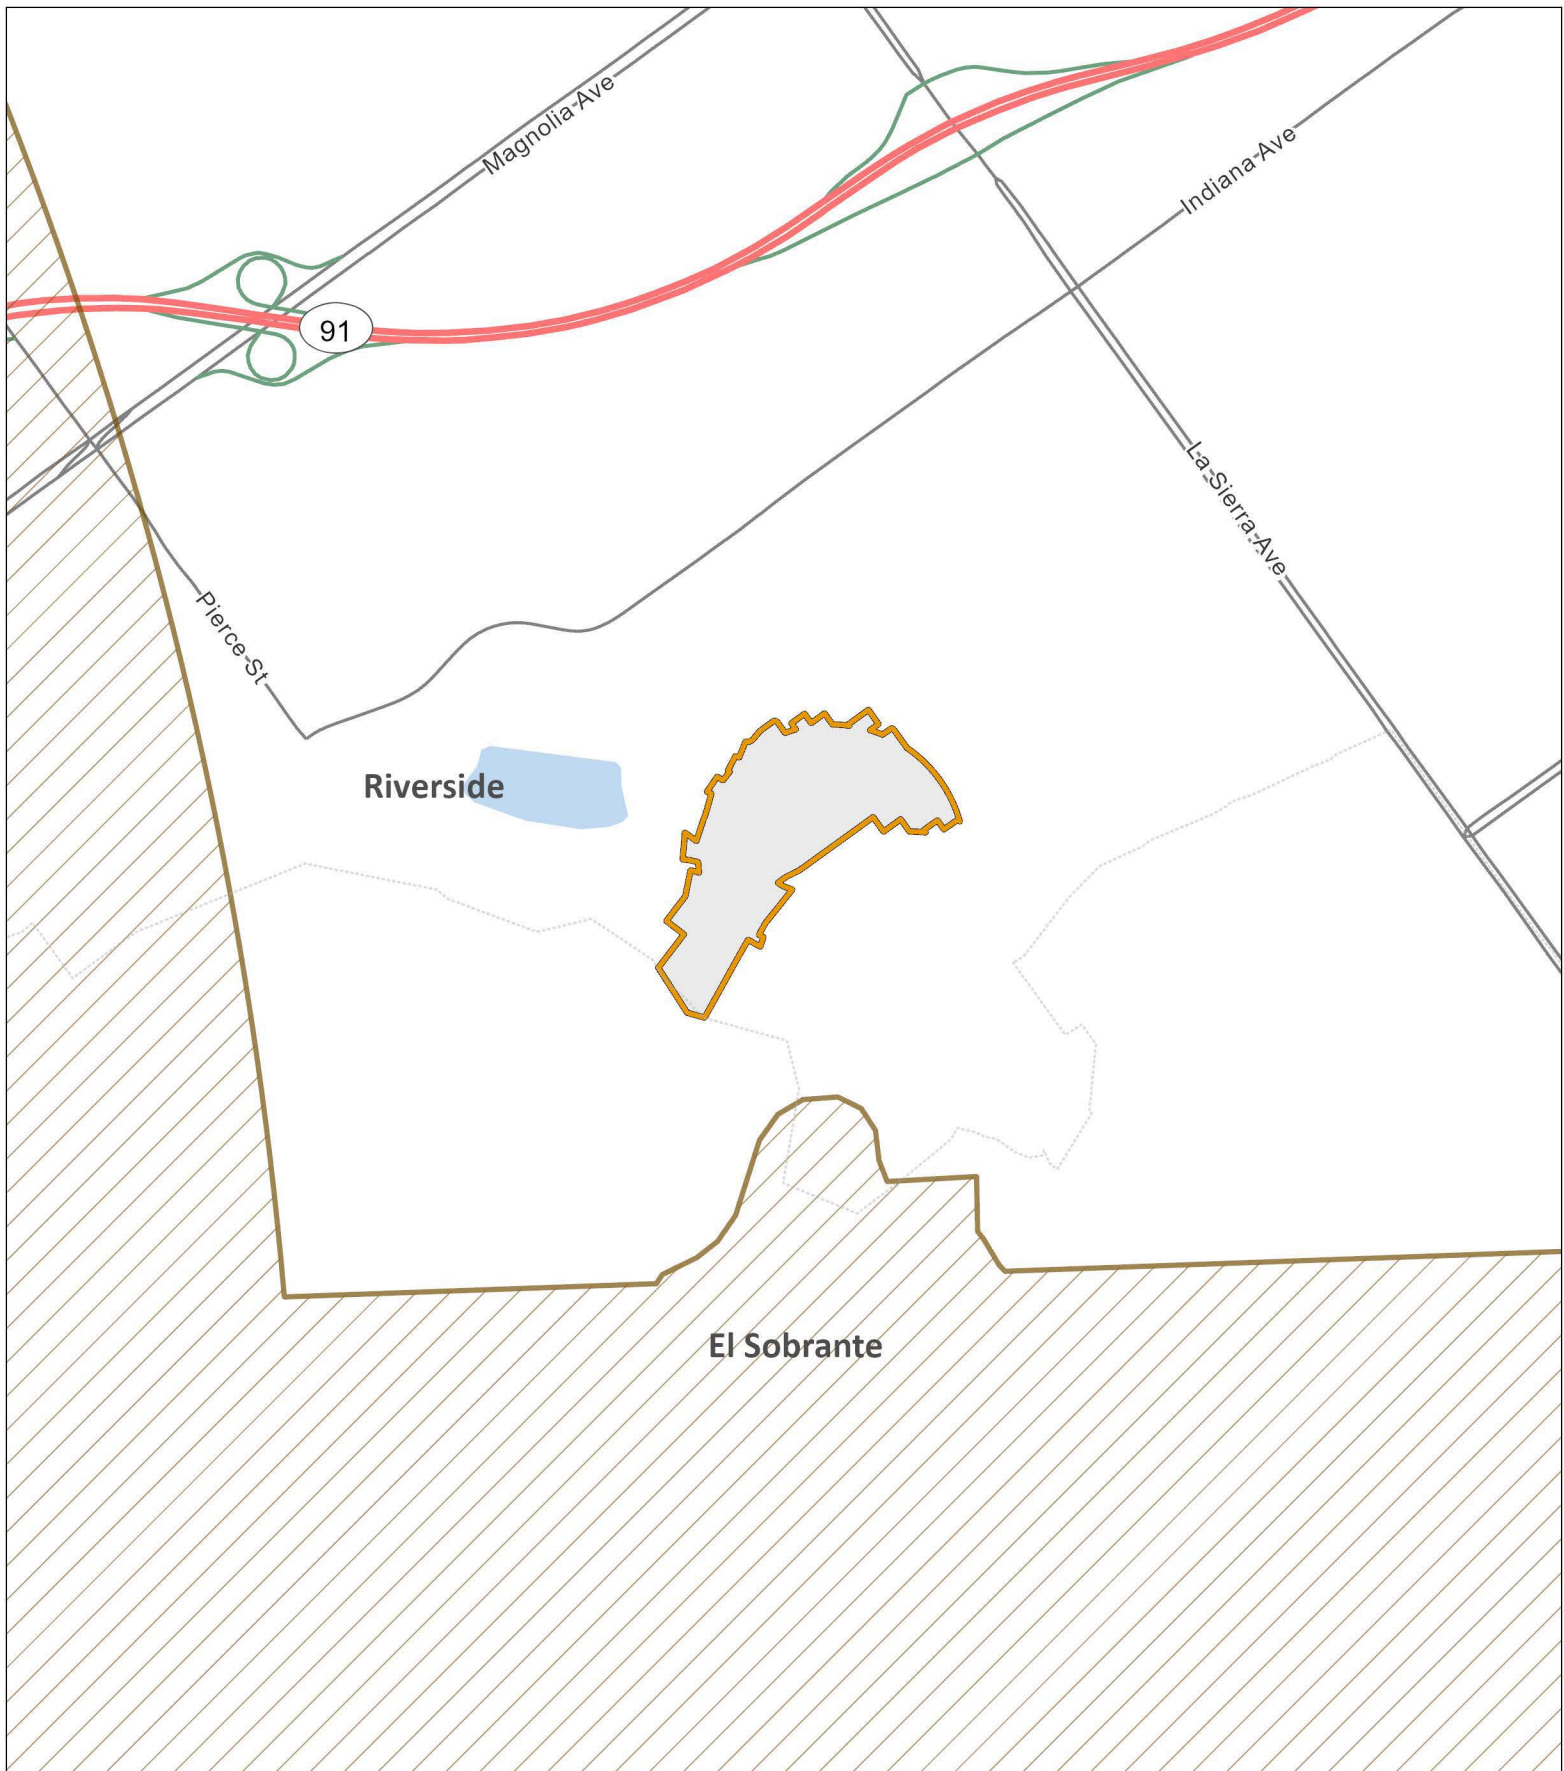 Magnolia Ave
Indiana Ave
91
La Sierra Ave
Pierce St
Riverside
El Sobrante